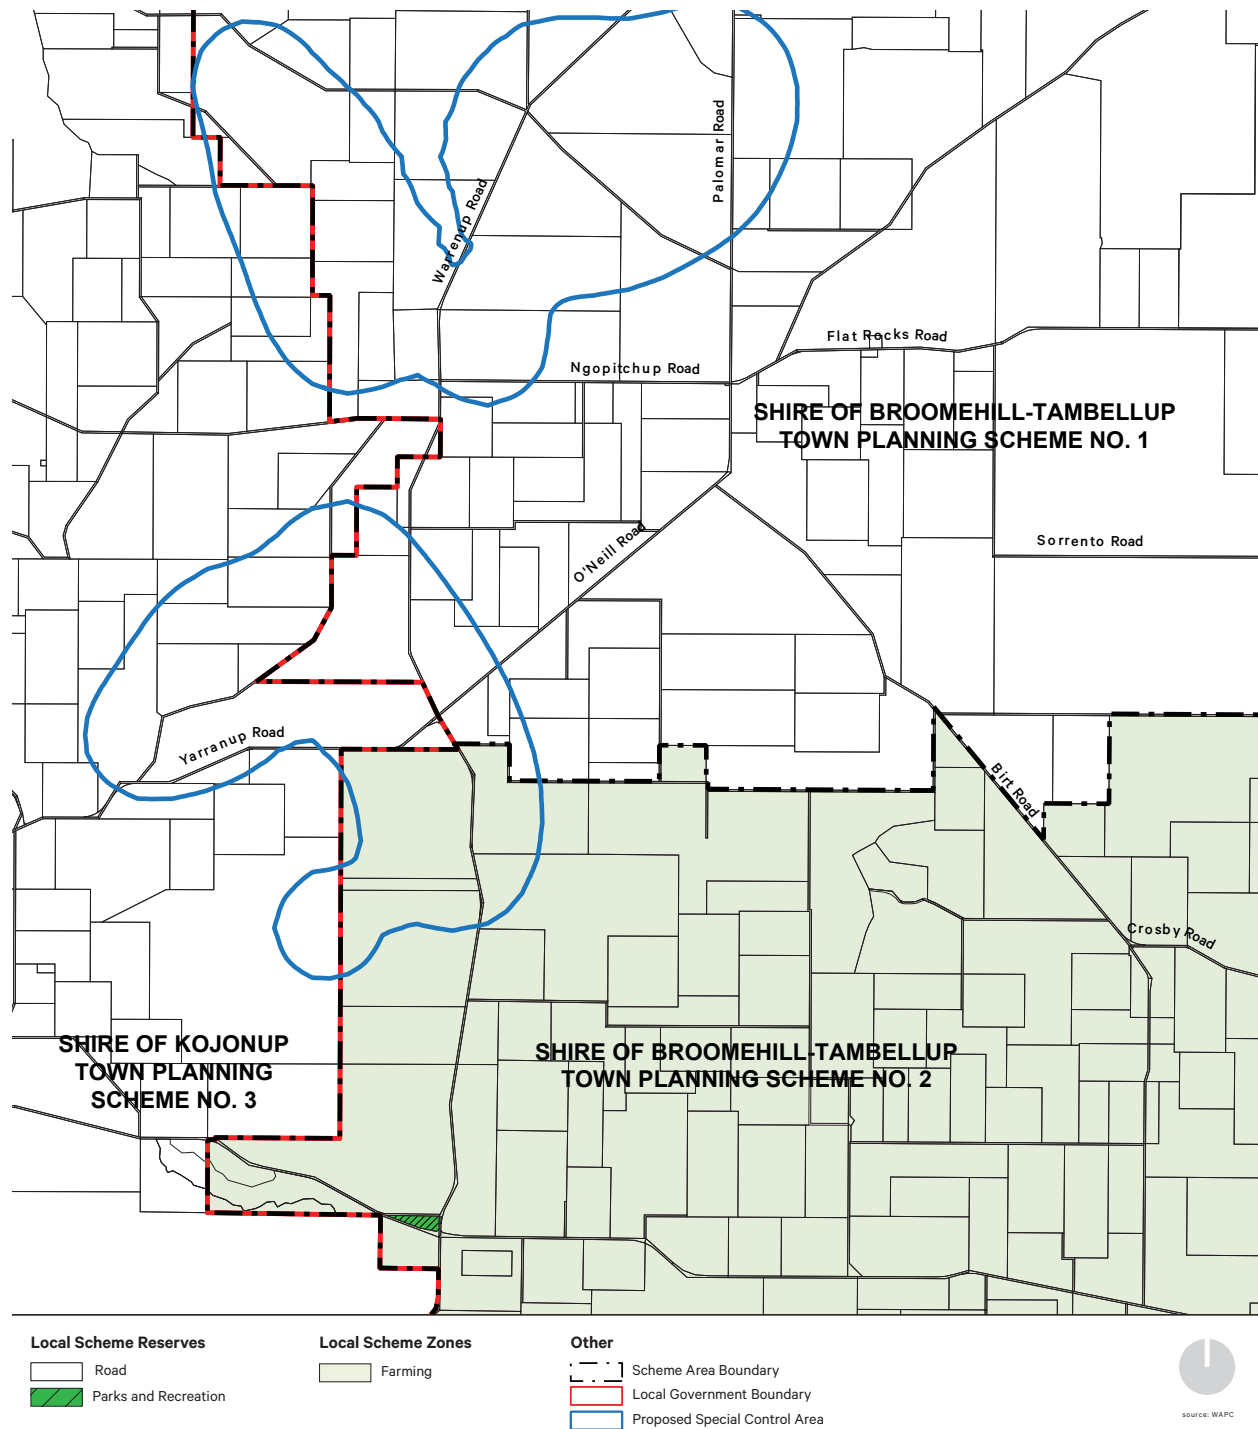 Palomar Road
Warrenup Road
Flat Rocks Road
Ngopitchup Road
SHIRE OF BROOMEHILL-TAMBELLUP
TOWN PLANNING SCHEME NO. 1
O'Neill Road
Sorrento Road
Yarranup Road
Birt Road
Crosby Road
SHIRE OF KOJONUP
TOWN PLANNING
SCHEME NO. 3
SHIRE OF BROOMEHILL-TAMBELLUP
TOWN PLANNING SCHEME NO. 2
Local Scheme Reserves
Road
Parks and Recreation
Local Scheme Zones
Farming
Other
Scheme Area Boundary
Local Government Boundary
Proposed Special Control Area
source: WAPC